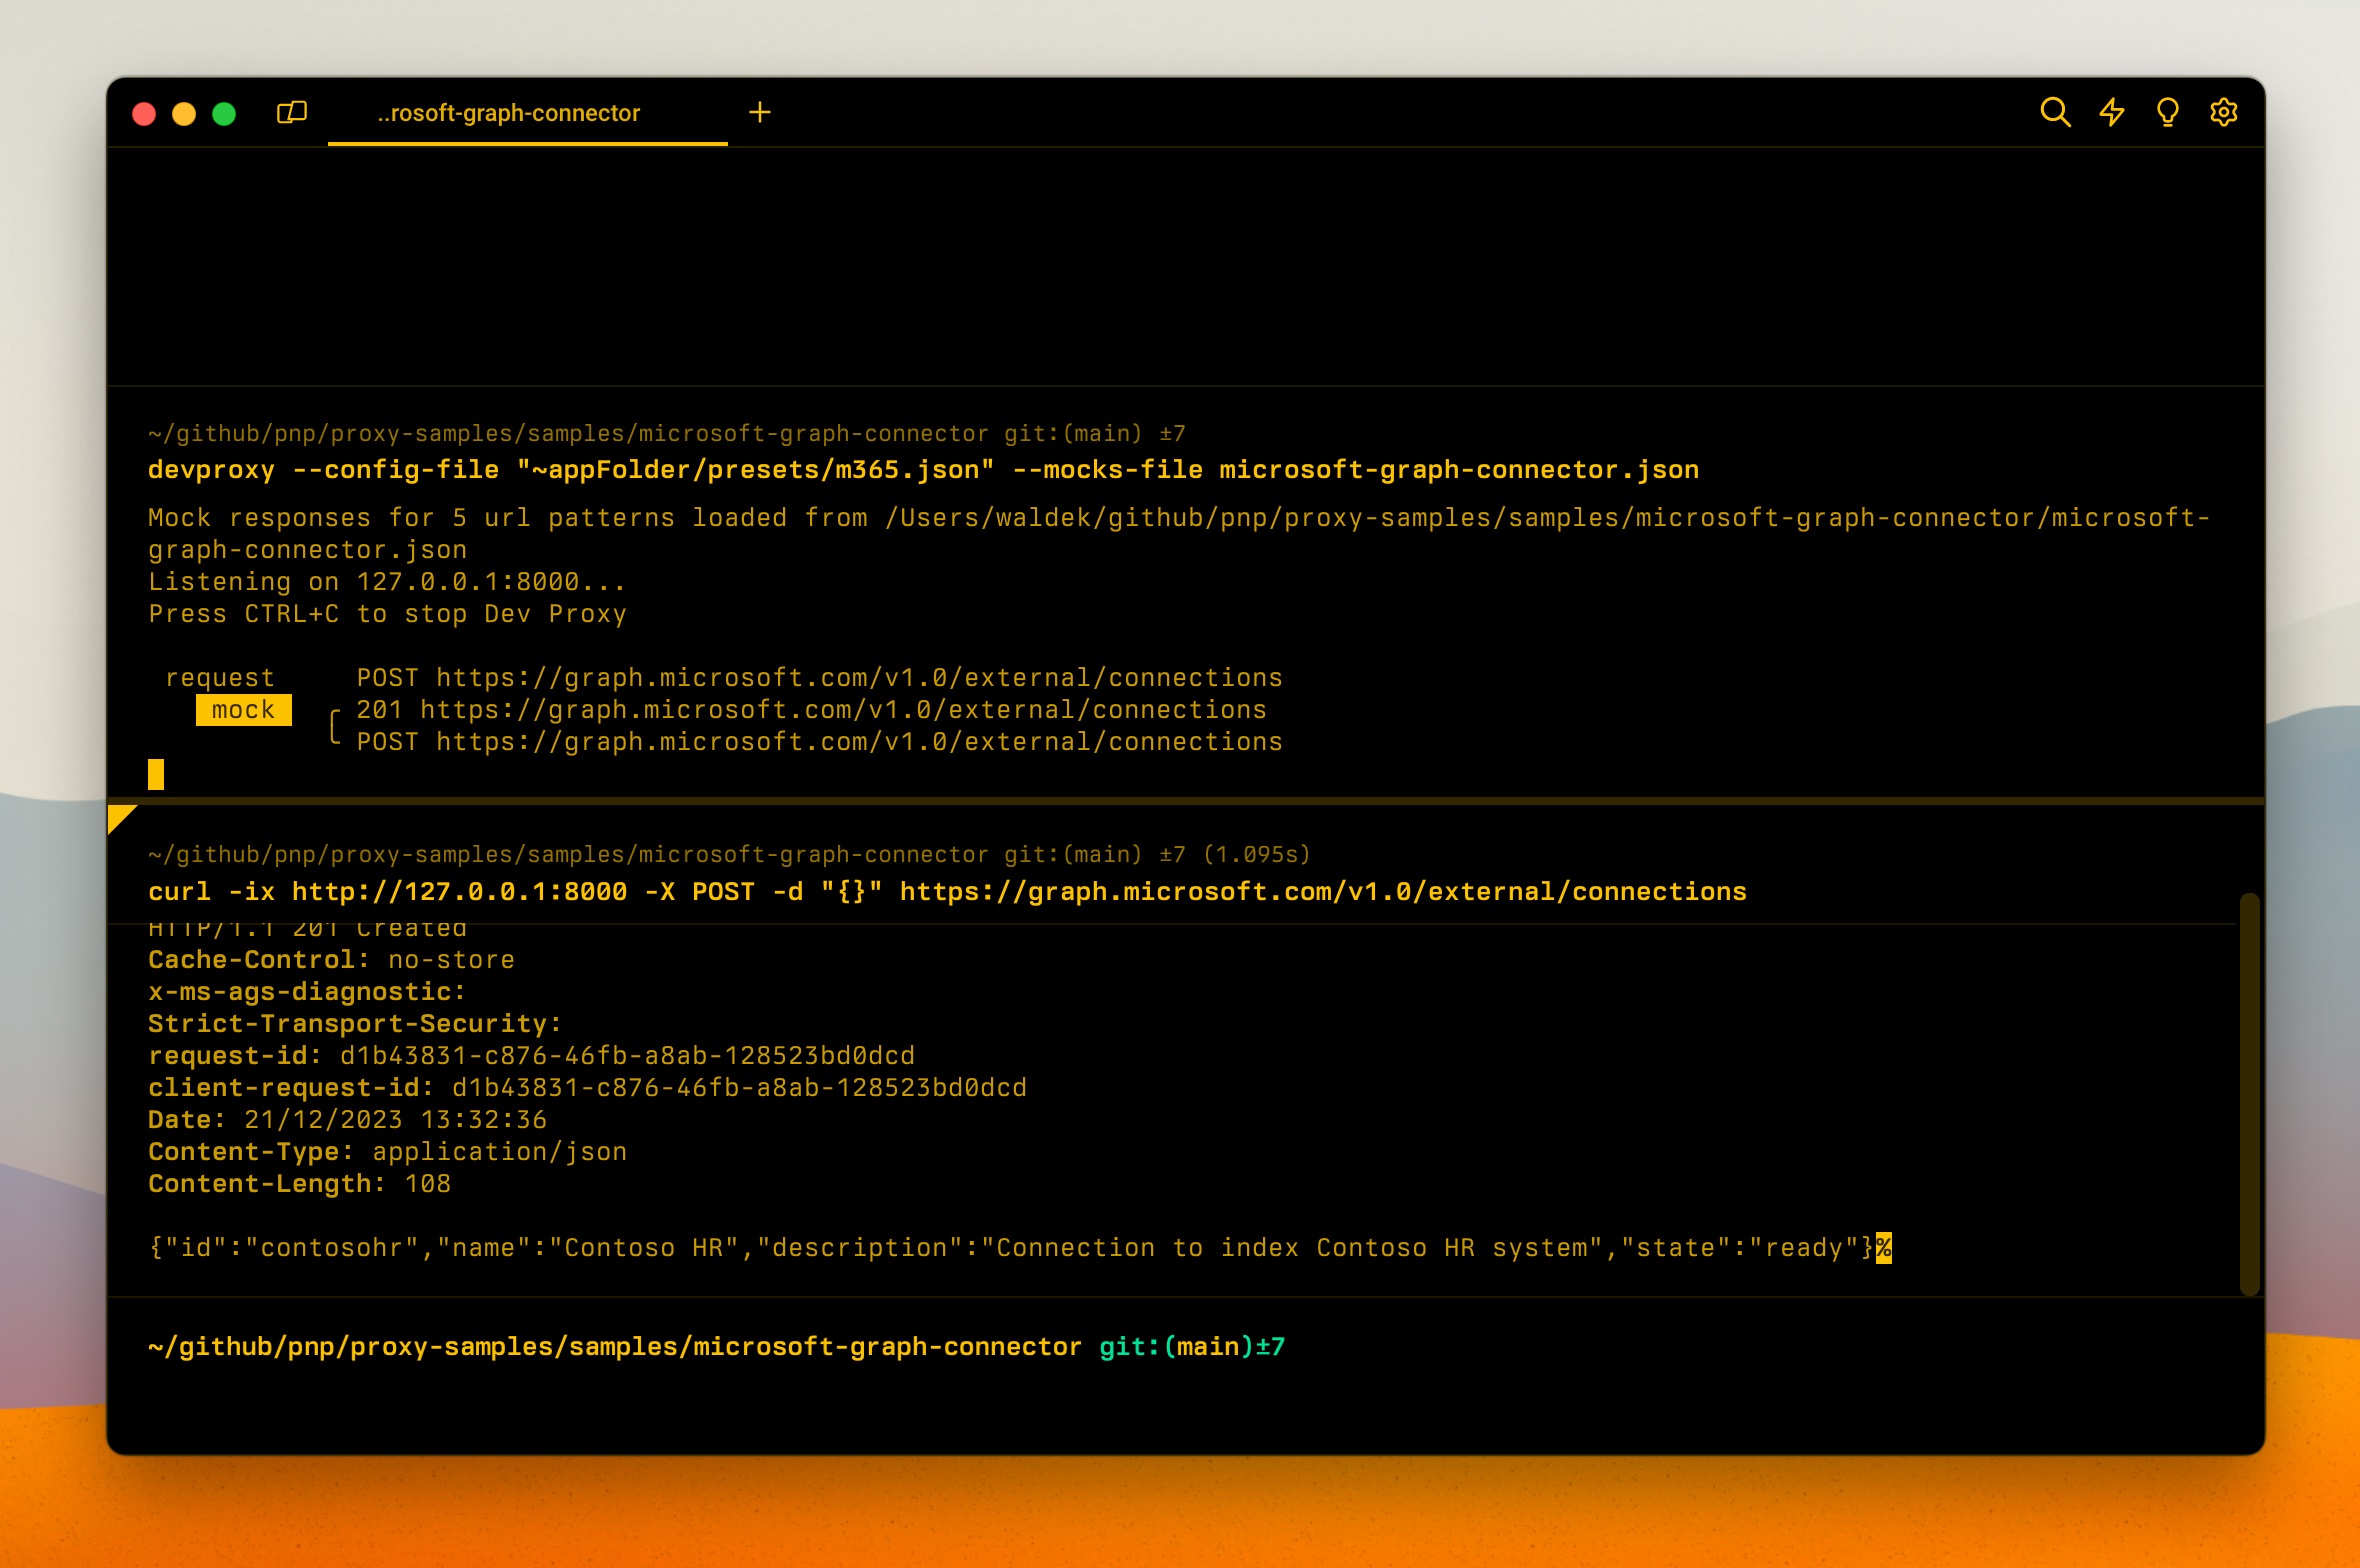 ..rosoft-graph-connector
~/github/pnp/proxy-samples/samples/microsoft-graph-connector git:(main) ±7
devproxy --config-file "~appFolder/presets/m365.json" --mocks-file microsoft-graph-connector.json
Mock responses for 5 url patterns loaded from /Users/waldek/github/pnp/proxy-samples/samples/microsoft-graph-connector/microsoft-
graph-connector.json
Listening on 127.0.0.1:8000...
Press CTRL+C to stop Dev Proxy
request POST https://graph.microsoft.com/v1.0/external/connections
mock ╭ 201 https://graph.microsoft.com/v1.0/external/connections
╰ POST https://graph.microsoft.com/v1.0/external/connections
~/github/pnp/proxy-samples/samples/microsoft-graph-connector git:(main) ±7 (1.095s)
curl -ix http://127.0.0.1:8000 -X POST -d "{}" https://graph.microsoft.com/v1.0/external/connections
HTTP/1.1 201 Created
Cache-Control: no-store
x-ms-ags-diagnostic:
Strict-Transport-Security:
request-id: d1b43831-c876-46fb-a8ab-128523bd0dcd
client-request-id: d1b43831-c876-46fb-a8ab-128523bd0dcd
Date: 21/12/2023 13:32:36
Content-Type: application/json
Content-Length: 108
{"id":"contosohr","name":"Contoso HR","description":"Connection to index Contoso HR system","state":"ready"}%
~/github/pnp/proxy-samples/samples/microsoft-graph-connector git:(main)±7